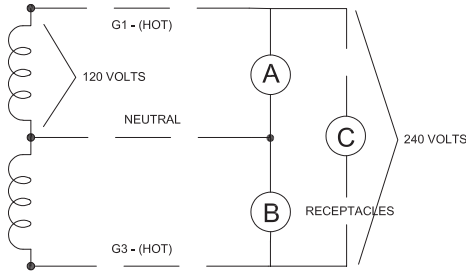 G1 - (HOT)
A
120 VOLTS
NEUTRAL
C
240 VOLTS
B
RECEPTACLES
G3 - (HOT)